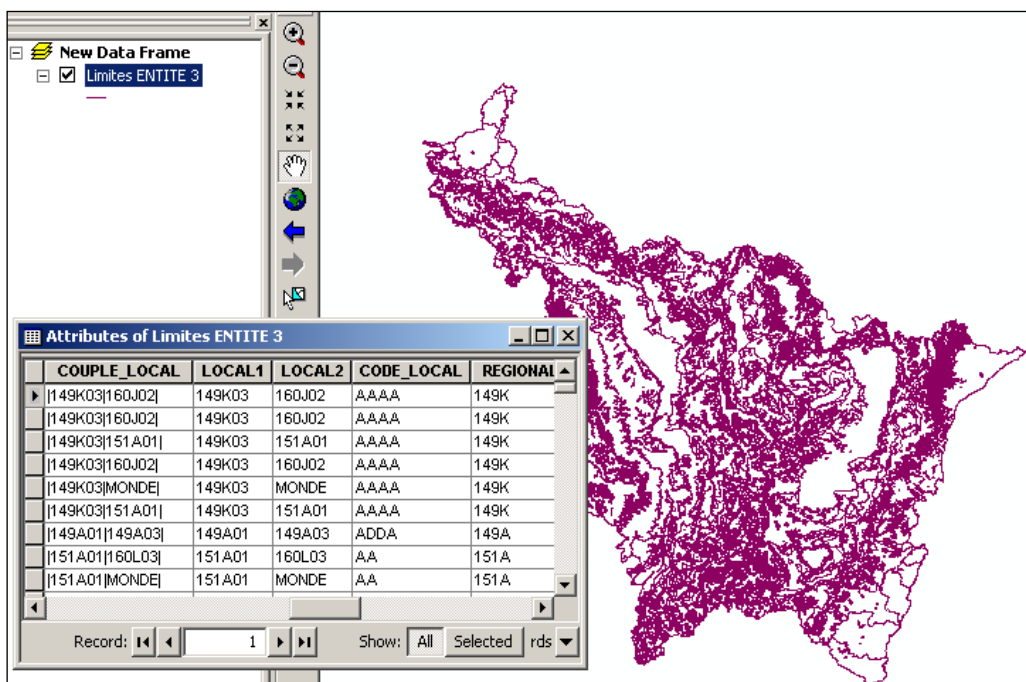 New Data Frame
Limites ENTITE 3
Attributes of Limites ENTITE 3
COUPLE_LOCAL LOCAL1 LOCAL2 CODE_LOCAL REGIONAL
|149K03|160J02| 149K03 160J02 AAAA 149K
|149K03|160J02| 149K03 160J02 AAAA 149K
|149K03|151A01| 149K03 151A01 AAAA 149K
|149K03|160J02| 149K03 160J02 AAAA 149K
|149K03|MONDE| 149K03 MONDE AAAA 149K
|149K03|151A01| 149K03 151A01 AAAA 149K
|149A01|149A03| 149A01 149A03 ADDA 149A
|151A01|160L03| 151A01 160L03 AA 151A
|151A01|MONDE| 151A01 MONDE AA 151A
Record: 1 Show: All Selected rds